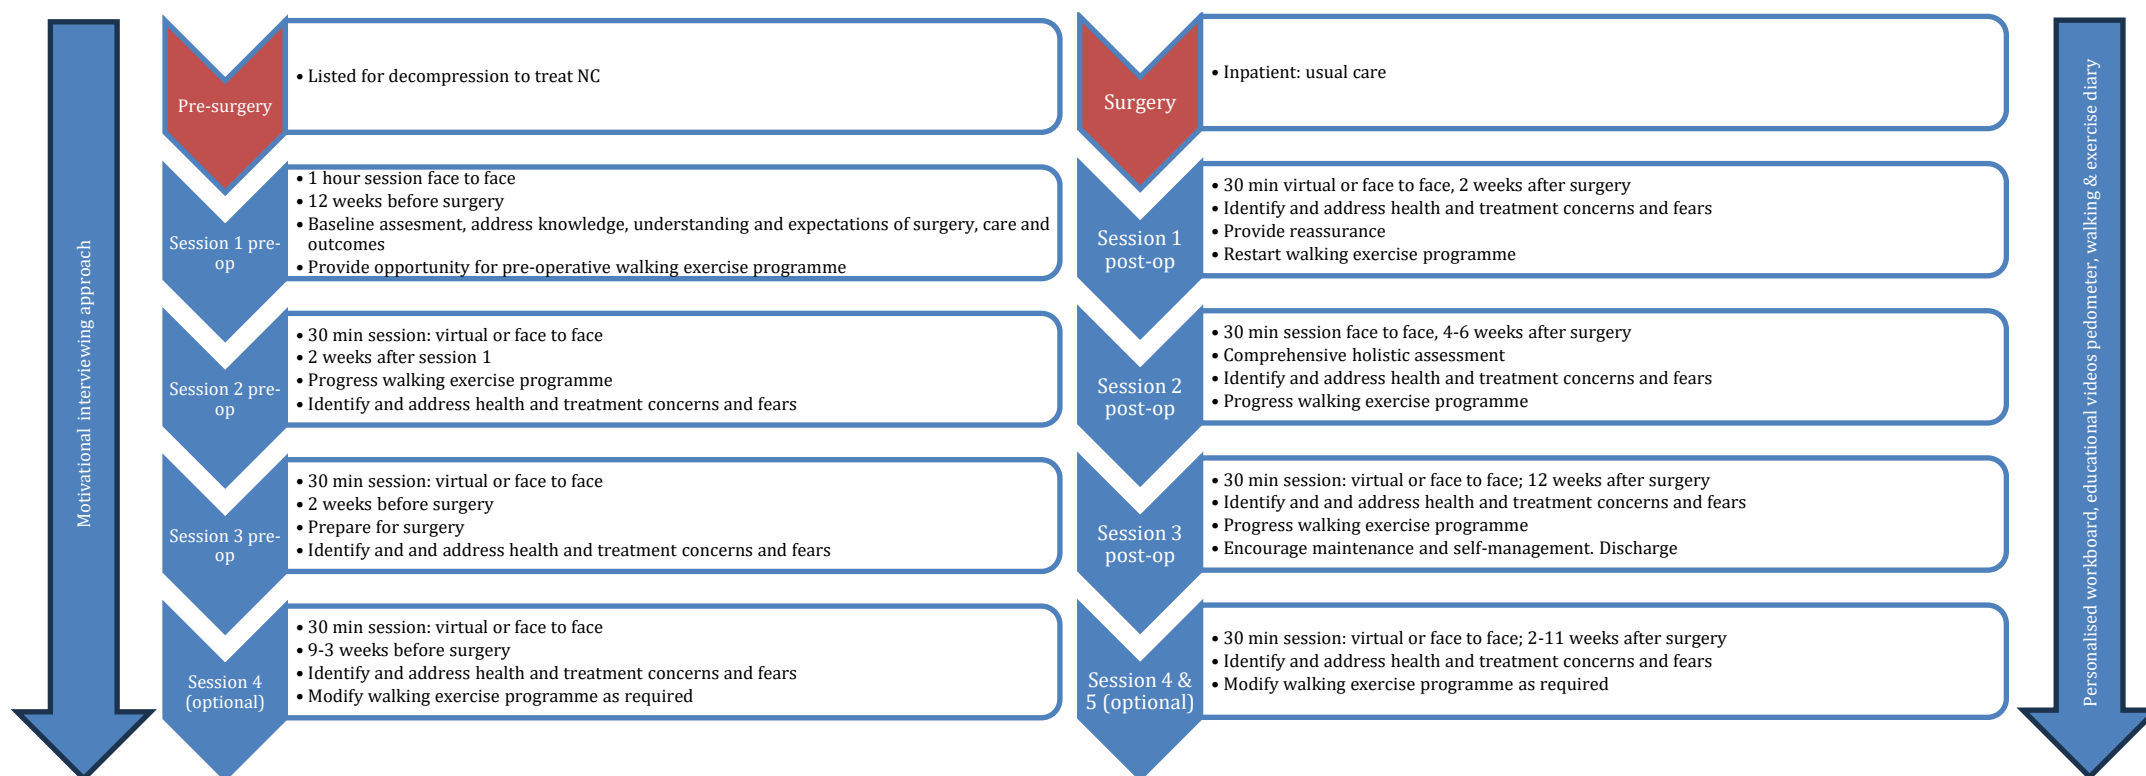 Motivational interviewing approach
Pre-surgery
• Listed for decompression to treat NC
Session 1 pre-
op
• 1 hour session face to face
• 12 weeks before surgery
• Baseline assesment, address knowledge, understanding and expectations of surgery, care and
outcomes
• Provide opportunity for pre-operative walking exercise programme
Session 2 pre-
op
• 30 min session: virtual or face to face
• 2 weeks after session 1
• Progress walking exercise programme
• Identify and address health and treatment concerns and fears
Session 3 pre-
op
• 30 min session: virtual or face to face
• 2 weeks before surgery
• Prepare for surgery
• Identify and and address health and treatment concerns and fears
Session 4
(optional)
• 30 min session: virtual or face to face
• 9-3 weeks before surgery
• Identify and address health and treatment concerns and fears
• Modify walking exercise programme as required
Surgery
• Inpatient: usual care
Session 1
post-op
• 30 min virtual or face to face, 2 weeks after surgery
• Identify and address health and treatment concerns and fears
• Provide reassurance
• Restart walking exercise programme
Session 2
post-op
• 30 min session face to face, 4-6 weeks after surgery
• Comprehensive holistic assessment
• Identify and address health and treatment concerns and fears
• Progress walking exercise programme
Session 3
post-op
• 30 min session: virtual or face to face; 12 weeks after surgery
• Identify and and address health and treatment concerns and fears
• Progress walking exercise programme
• Encourage maintenance and self-management. Discharge
Session 4 &
5 (optional)
• 30 min session: virtual or face to face; 2-11 weeks after surgery
• Identify and address health and treatment concerns and fears
• Modify walking exercise programme as required
Personalised workboard, educational videos pedometer, walking & exercise diary